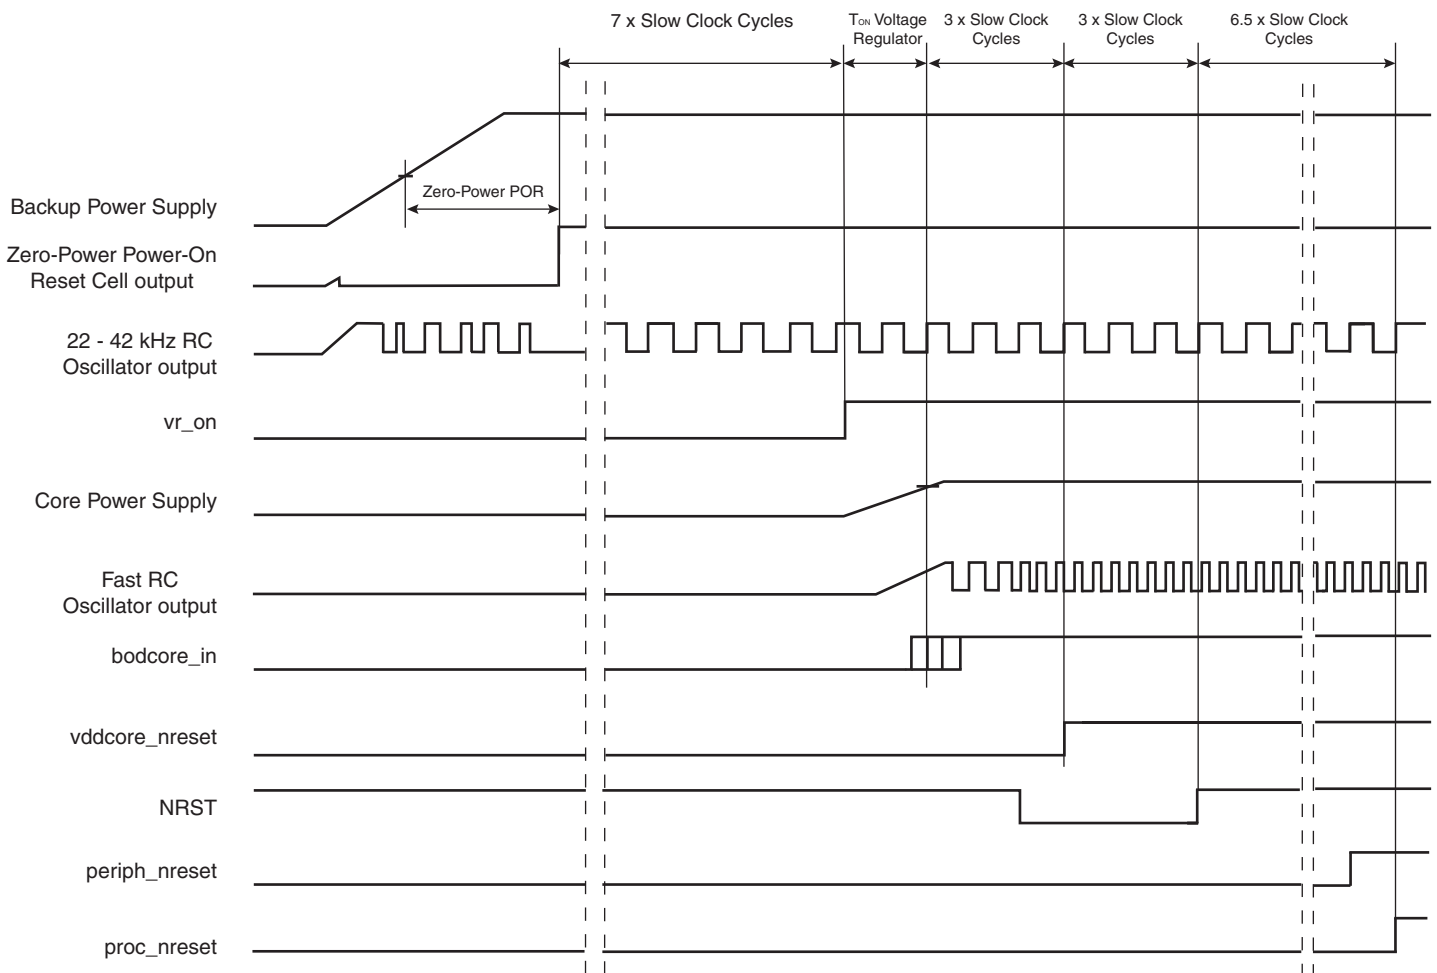 7 x Slow Clock Cycles
TON Voltage
Regulator
3 x Slow Clock
Cycles
3 x Slow Clock
Cycles
6.5 x Slow Clock
Cycles
Zero-Power POR
Backup Power Supply
Zero-Power Power-On
Reset Cell output
22 - 42 kHz RC
Oscillator output
vr_on
Core Power Supply
Fast RC
Oscillator output
bodcore_in
vddcore_nreset
NRST
periph_nreset
proc_nreset